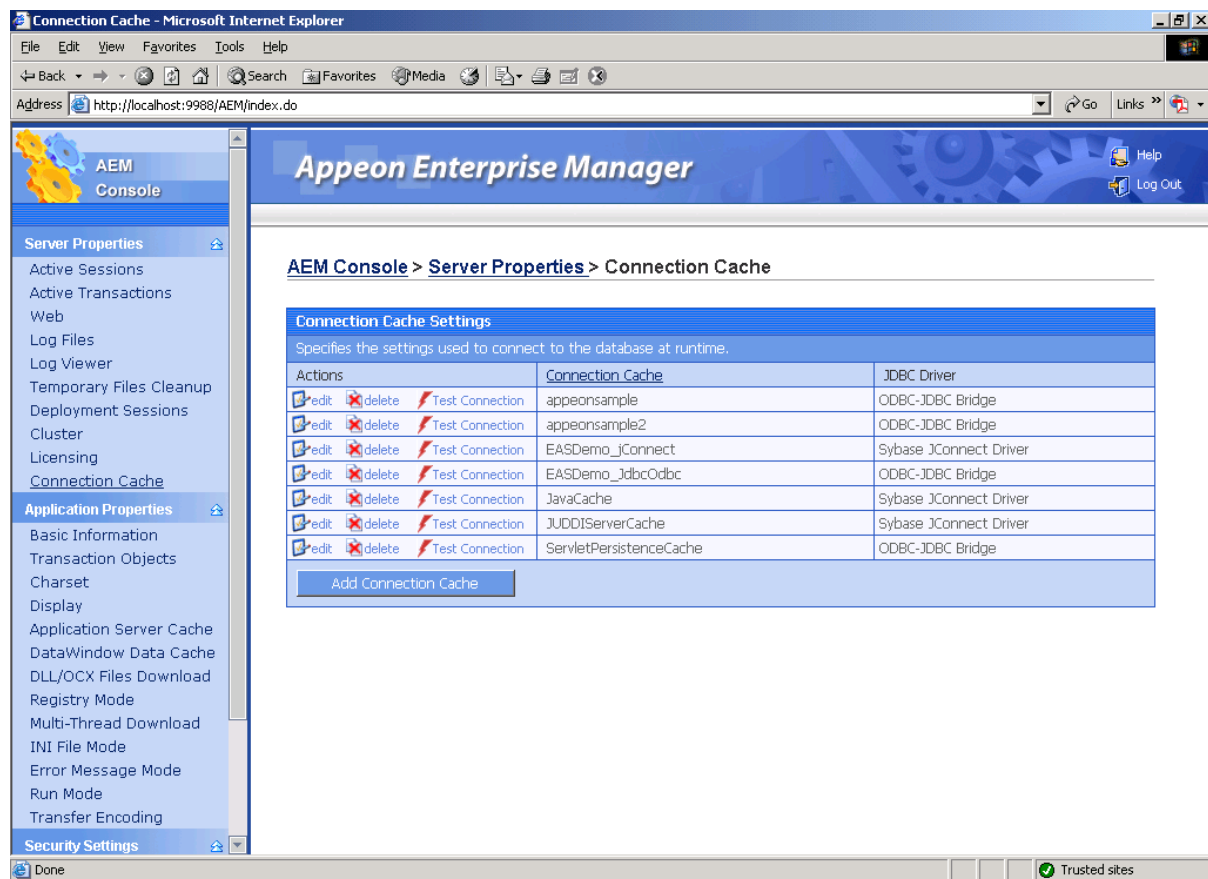 Connection Cache - Microsoft Internet Explorer
File Edit View Favorites Tools Help
Back Search Favorites Media
Address http://localhost:9988/AEM/index.do Go Links »
AEM
Console
Appeon Enterprise Manager
Help
Log Out
Server Properties
Active Sessions
Active Transactions
Web
Log Files
Log Viewer
Temporary Files Cleanup
Deployment Sessions
Cluster
Licensing
Connection Cache
Application Properties
Basic Information
Transaction Objects
Charset
Display
Application Server Cache
DataWindow Data Cache
DLL/OCX Files Download
Registry Mode
Multi-Thread Download
INI File Mode
Error Message Mode
Run Mode
Transfer Encoding
Security Settings
AEM Console > Server Properties > Connection Cache
Connection Cache Settings
Specifies the settings used to connect to the database at runtime.
Actions Connection Cache JDBC Driver
edit delete Test Connection appeonsample ODBC-JDBC Bridge
edit delete Test Connection appeonsample2 ODBC-JDBC Bridge
edit delete Test Connection EASDemo_jConnect Sybase JConnect Driver
edit delete Test Connection EASDemo_JdbcOdbc ODBC-JDBC Bridge
edit delete Test Connection JavaCache Sybase JConnect Driver
edit delete Test Connection JUDDIServerCache Sybase JConnect Driver
edit delete Test Connection ServletPersistenceCache ODBC-JDBC Bridge
Add Connection Cache
Done Trusted sites